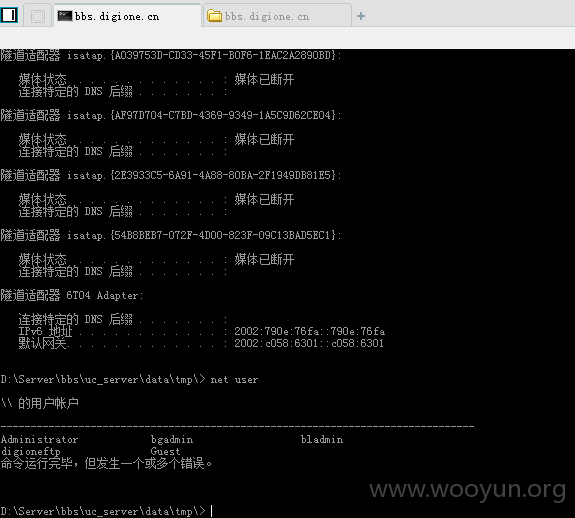 bbs.digione.cn
bbs.digione.cn
隧道适配器 isatap.{A039753D-CD33-45F1-B0F6-1EAC2A2890BD}:
媒体状态 . . . . . . . . . . . . : 媒体已断开
连接特定的 DNS 后缀 . . . . . . . :
隧道适配器 isatap.{AF97D704-C7BD-4369-9349-1A5C9D62CE04}:
媒体状态 . . . . . . . . . . . . : 媒体已断开
连接特定的 DNS 后缀 . . . . . . . :
隧道适配器 isatap.{2E3933C5-6A91-4A88-80BA-2F1949DB81E5}:
媒体状态 . . . . . . . . . . . . : 媒体已断开
连接特定的 DNS 后缀 . . . . . . . :
隧道适配器 isatap.{54B8BEB7-072F-4D00-823F-09C13BAD5EC1}:
媒体状态 . . . . . . . . . . . . : 媒体已断开
连接特定的 DNS 后缀 . . . . . . . :
隧道适配器 6TO4 Adapter:
连接特定的 DNS 后缀 . . . . . . . :
IPv6 地址 . . . . . . . . . . . . : 2002:790e:76fa::790e:76fa
默认网关. . . . . . . . . . . . . : 2002:c058:6301::c058:6301
D:\Server\bbs\uc_server\data\tmp\> net user
\\ 的用户帐户
-------------------------------------------------------------------------------
Administrator bgadmin bladmin
digioneftp Guest
命令运行完毕，但发生一个或多个错误。
D:\Server\bbs\uc_server\data\tmp\>
www.wooyun.org